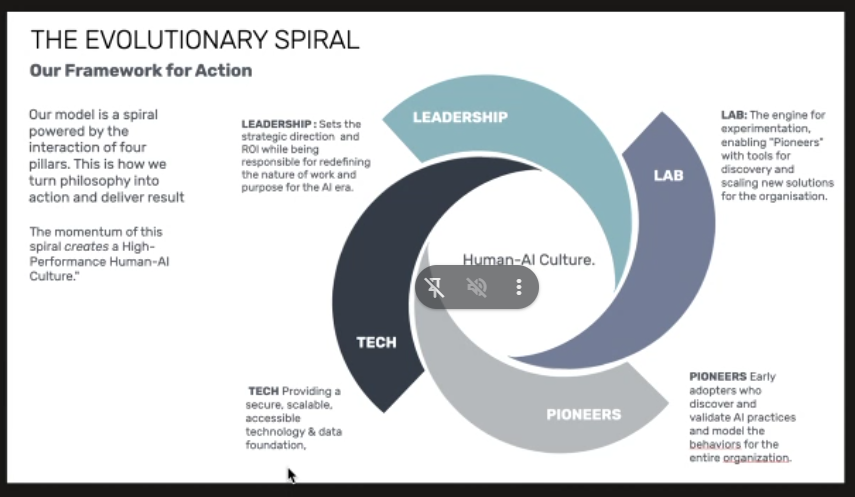 THE EVOLUTIONARY SPIRAL
Our Framework for Action
Our model is a spiral
powered by the
interaction of four
pillars. This is how we
turn philosophy into
action and deliver result
The momentum of this
spiral creates a High-
Performance Human-AI
Culture."
LEADERSHIP : Sets the
strategic direction and
ROI while being
responsible for redefining
the nature of work and
purpose for the AI era.
LEADERSHIP
LAB
LAB: The engine for
experimentation,
enabling "Pioneers"
with tools for
discovery and
scaling new solutions
for the organisation.
Human-AI Culture.
TECH
TECH Providing a
secure, scalable,
accessible
technology & data
foundation,
PIONEERS
PIONEERS Early
adopters who
discover and
validate AI practices
and model the
behaviors for the
entire organization.